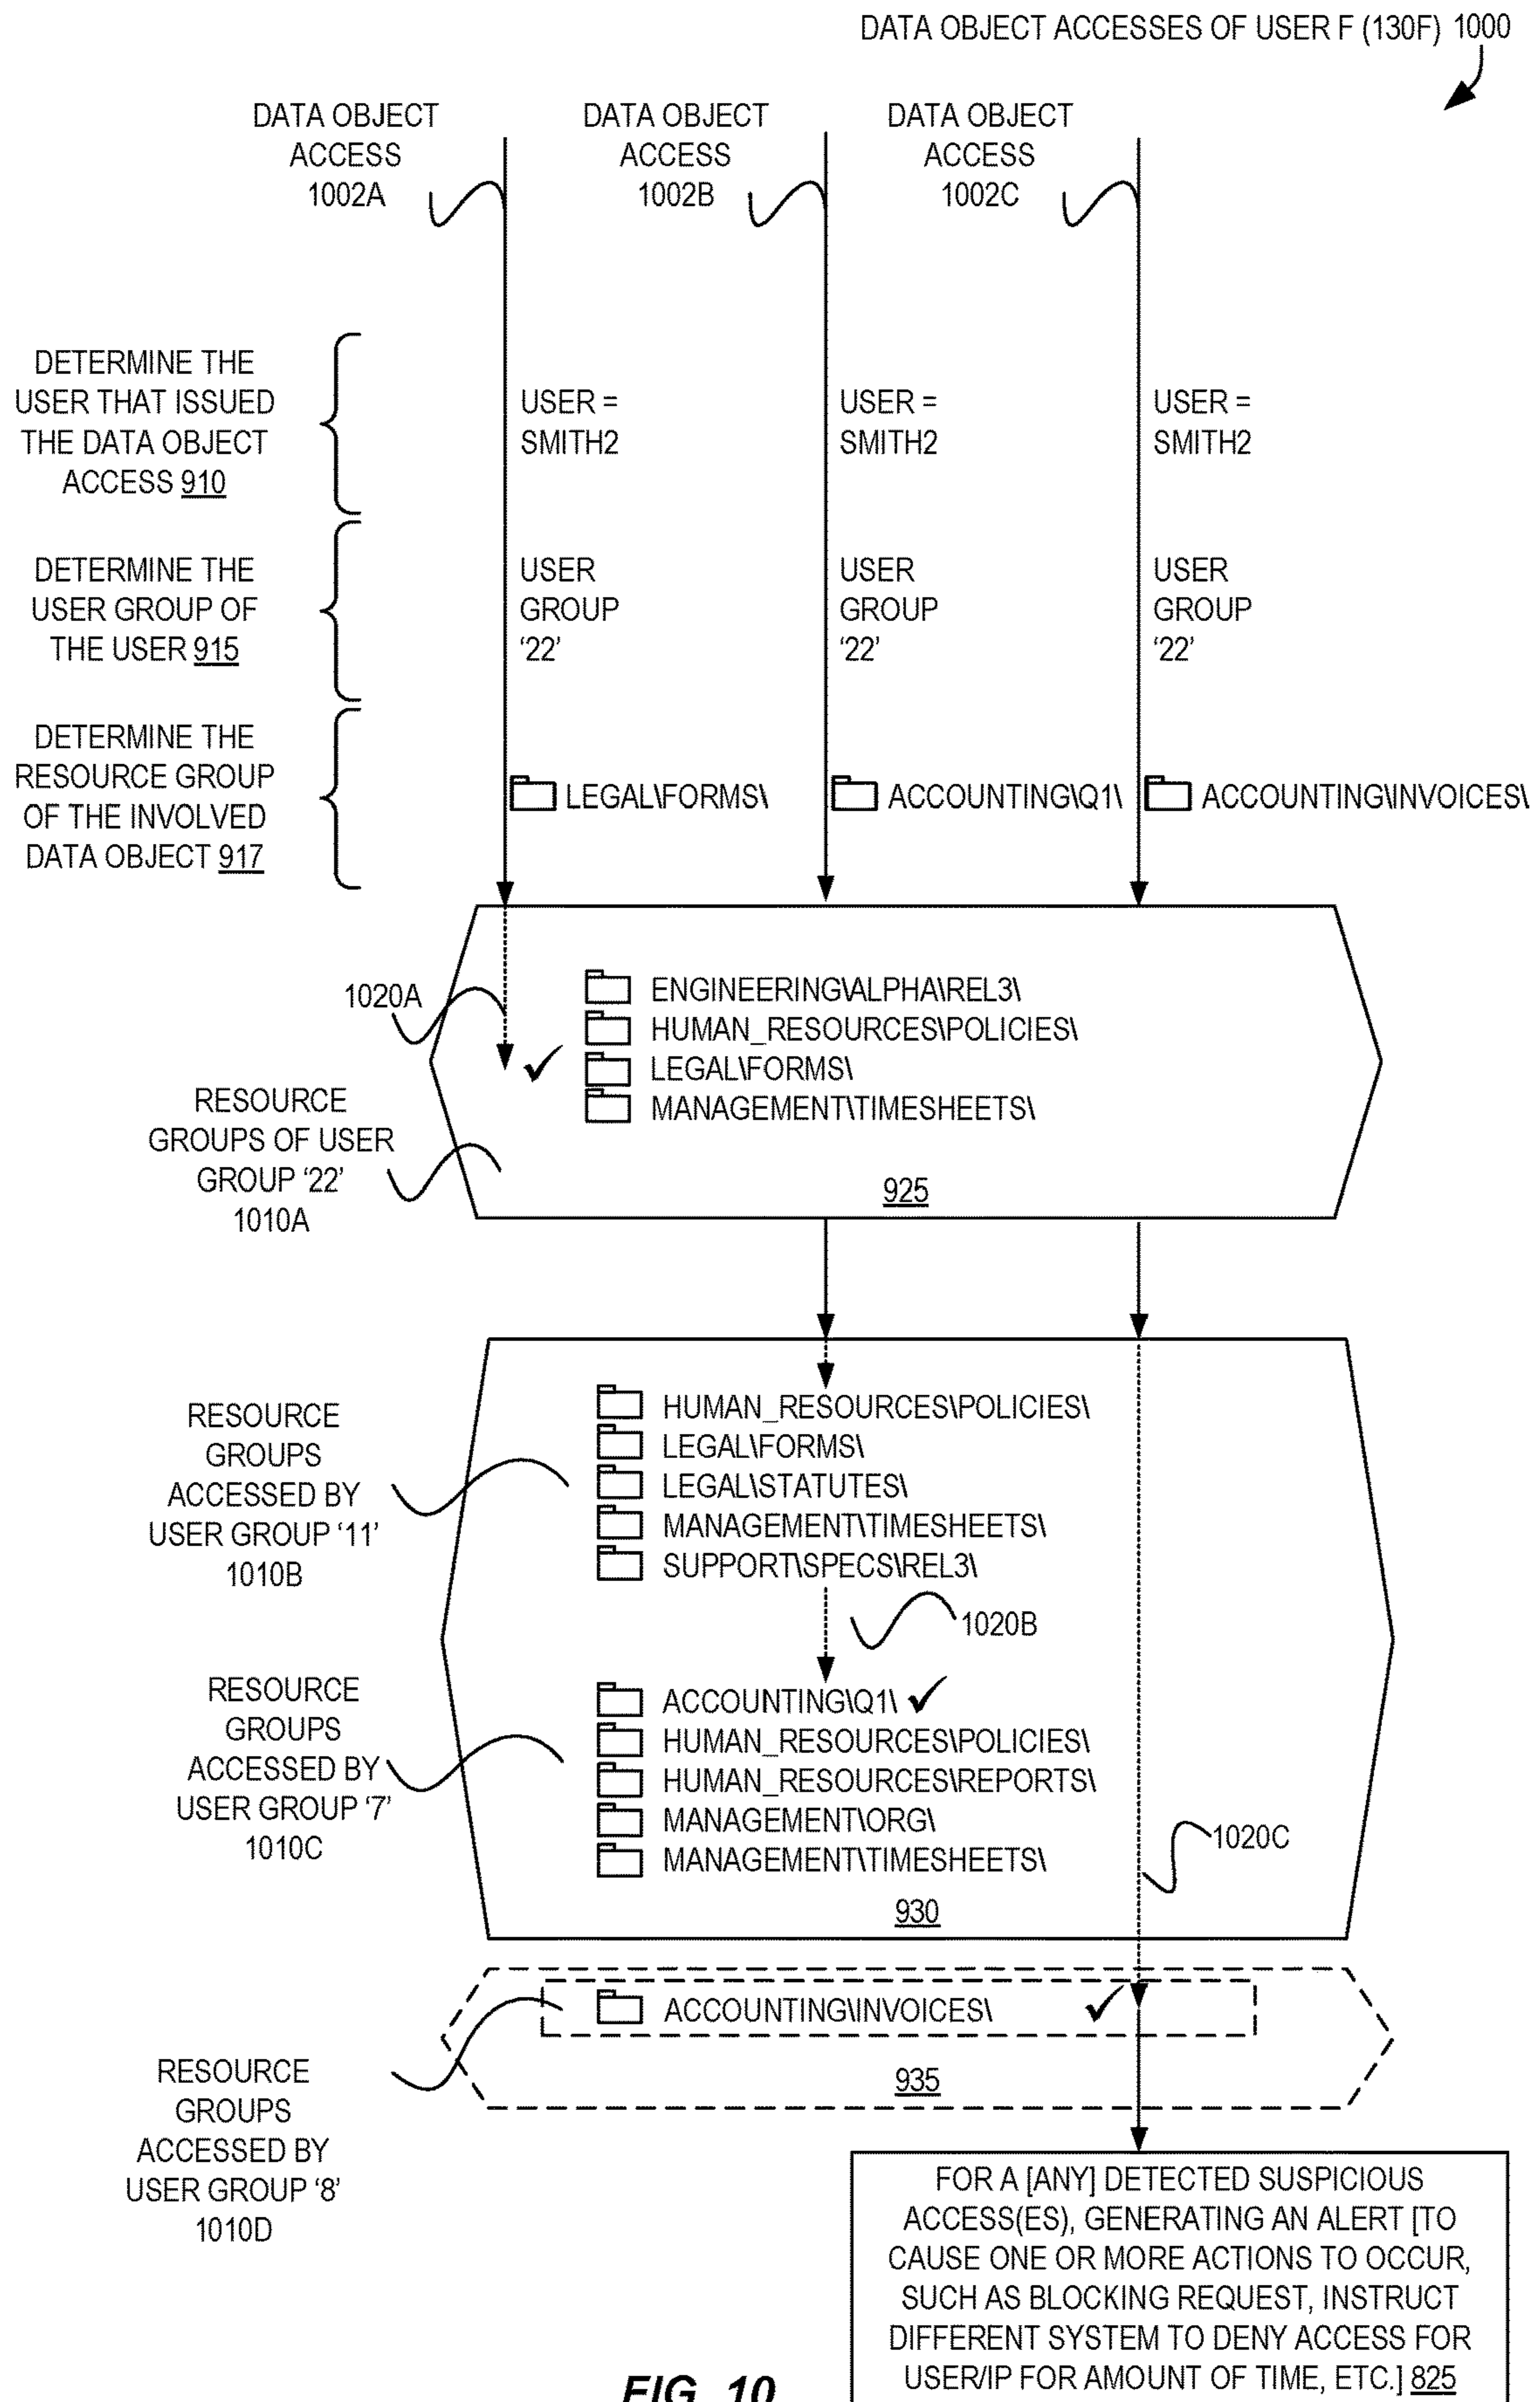 DATA OBJECT ACCESSES OF USER F (130F) 1000
DATA OBJECT
ACCESS
1002A
DATA OBJECT
ACCESS
1002B
DATA OBJECT
ACCESS
1002C
DETERMINE THE
USER THAT ISSUED
THE DATA OBJECT
ACCESS 910
USER =
SMITH2
USER =
SMITH2
USER =
SMITH2
DETERMINE THE
USER GROUP OF
THE USER 915
USER
GROUP
‘22’
USER
GROUP
‘22’
USER
GROUP
‘22’
DETERMINE THE
RESOURCE GROUP
OF THE INVOLVED
DATA OBJECT 917
LEGAL\FORMS\
ACCOUNTING\Q1\
ACCOUNTING\INVOICES\
1020A
ENGINEERING\ALPHA\REL3\
HUMAN_RESOURCES\POLICIES\
LEGAL\FORMS\
MANAGEMENT\TIMESHEETS\
RESOURCE
GROUPS OF USER
GROUP ‘22’
1010A
925
RESOURCE
GROUPS
ACCESSED BY
USER GROUP ‘11’
1010B
HUMAN_RESOURCES\POLICIES\
LEGAL\FORMS\
LEGAL\STATUTES\
MANAGEMENT\TIMESHEETS\
SUPPORT\SPECS\REL3\
1020B
RESOURCE
GROUPS
ACCESSED BY
USER GROUP ‘7’
1010C
ACCOUNTING\Q1\
HUMAN_RESOURCES\POLICIES\
HUMAN_RESOURCES\REPORTS\
MANAGEMENT\ORG\
MANAGEMENT\TIMESHEETS\
1020C
930
ACCOUNTING\INVOICES\
935
RESOURCE
GROUPS
ACCESSED BY
USER GROUP ‘8’
1010D
FOR A [ANY] DETECTED SUSPICIOUS
ACCESS(ES), GENERATING AN ALERT [TO
CAUSE ONE OR MORE ACTIONS TO OCCUR,
SUCH AS BLOCKING REQUEST, INSTRUCT
DIFFERENT SYSTEM TO DENY ACCESS FOR
USER/IP FOR AMOUNT OF TIME, ETC.] 825
FIG. 10